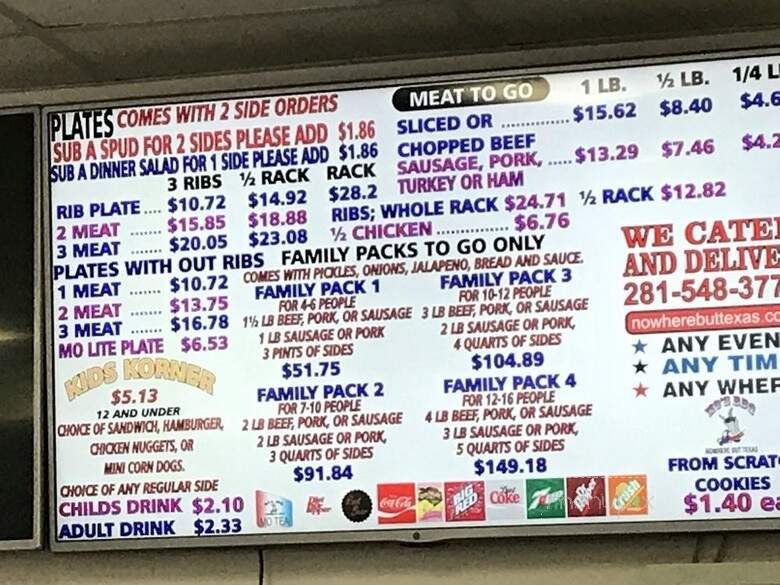 PLATES COMES WITH 2 SIDE ORDERS
SUB A SPUD FOR 2 SIDES PLEASE ADD $1.86
SUB A DINNER SALAD FOR 1 SIDE PLEASE ADD $1.86
3 RIBS ½ RACK RACK
RIB PLATE .... $10.72 $14.92 $28.2
2 MEAT ....... $15.85 $18.88
3 MEAT ....... $20.05 $23.08
PLATES WITH OUT RIBS
1 MEAT ....... $10.72
2 MEAT ....... $13.75
3 MEAT ....... $16.78
MO LITE PLATE $6.53
KIDS KORNER
$5.13
12 AND UNDER
CHOICE OF SANDWICH, HAMBURGER,
CHICKEN NUGGETS, OR
MINI CORN DOGS.
CHOICE OF ANY REGULAR SIDE
CHILDS DRINK $2.10
ADULT DRINK $2.33
MEAT TO GO 1 LB. ½ LB. 1/4 L
SLICED OR ............. $15.62 $8.40 $4.6
CHOPPED BEEF
SAUSAGE, PORK, ..... $13.29 $7.46 $4.2
TURKEY OR HAM
RIBS; WHOLE RACK $24.71 ½ RACK $12.82
½ CHICKEN ............... $6.76
FAMILY PACKS TO GO ONLY
COMES WITH PICKLES, ONIONS, JALAPENO, BREAD AND SAUCE.
FAMILY PACK 1
FOR 4-6 PEOPLE
1½ LB BEEF, PORK, OR SAUSAGE
1 LB SAUSAGE OR PORK
3 PINTS OF SIDES
$51.75
FAMILY PACK 2
FOR 7-10 PEOPLE
2 LB BEEF, PORK, OR SAUSAGE
2 LB SAUSAGE OR PORK,
3 QUARTS OF SIDES
$91.84
FAMILY PACK 3
FOR 10-12 PEOPLE
3 LB BEEF, PORK, OR SAUSAGE
2 LB SAUSAGE OR PORK,
4 QUARTS OF SIDES
$104.89
FAMILY PACK 4
FOR 12-16 PEOPLE
4 LB BEEF, PORK, OR SAUSAGE
3 LB SAUSAGE OR PORK,
5 QUARTS OF SIDES
$149.18
WE CATE
AND DELIVE
281-548-377
nowherebuttexas.co
★ ANY EVEN
★ ANY TIM
★ ANY WHER
FROM SCRAT
COOKIES
$1.40 ea
MO TEA
Coca-Cola
BIG RED
Diet Coke
7up
Crush